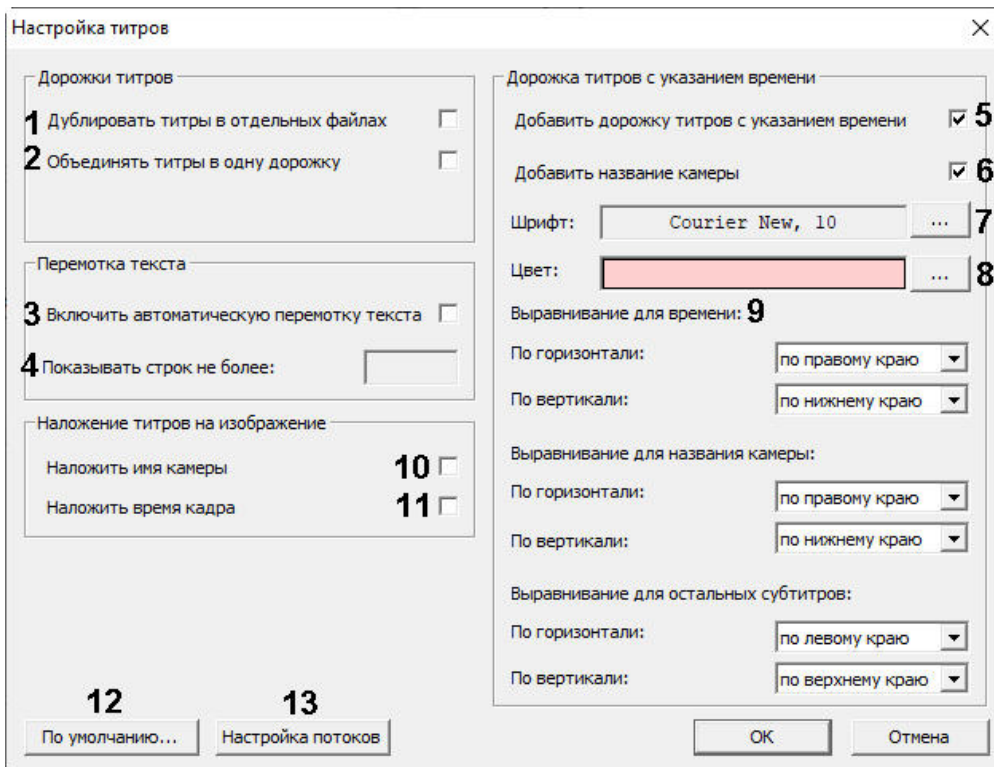 Настройка титров
Дорожки титров
1 Дублировать титры в отдельных файлах
2 Объединять титры в одну дорожку
Перемотка текста
3 Включить автоматическую перемотку текста
4 Показывать строк не более:
Наложение титров на изображение
Наложить имя камеры 10
Наложить время кадра 11
12
По умолчанию...
13
Настройка потоков
Дорожка титров с указанием времени
Добавить дорожку титров с указанием времени 5
Добавить название камеры 6
Шрифт: Courier New, 10 ... 7
Цвет: ... 8
Выравнивание для времени: 9
По горизонтали: по правому краю
По вертикали: по нижнему краю
Выравнивание для названия камеры:
По горизонтали: по правому краю
По вертикали: по нижнему краю
Выравнивание для остальных субтитров:
По горизонтали: по левому краю
По вертикали: по верхнему краю
OK
Отмена